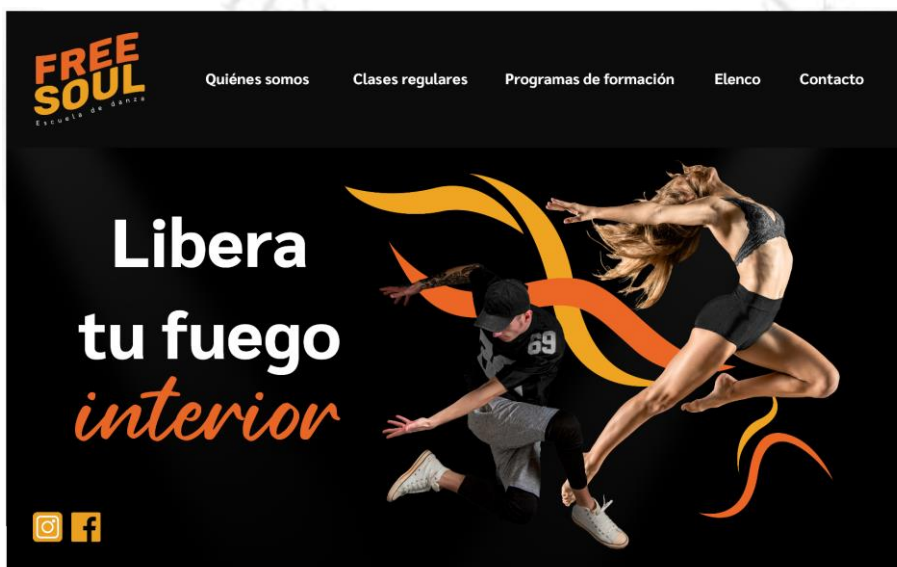 FREE
SOUL
Escuela de danza
Quiénes somos
Clases regulares
Programas de formación
Elenco
Contacto
Libera
tu fuego
interior
69